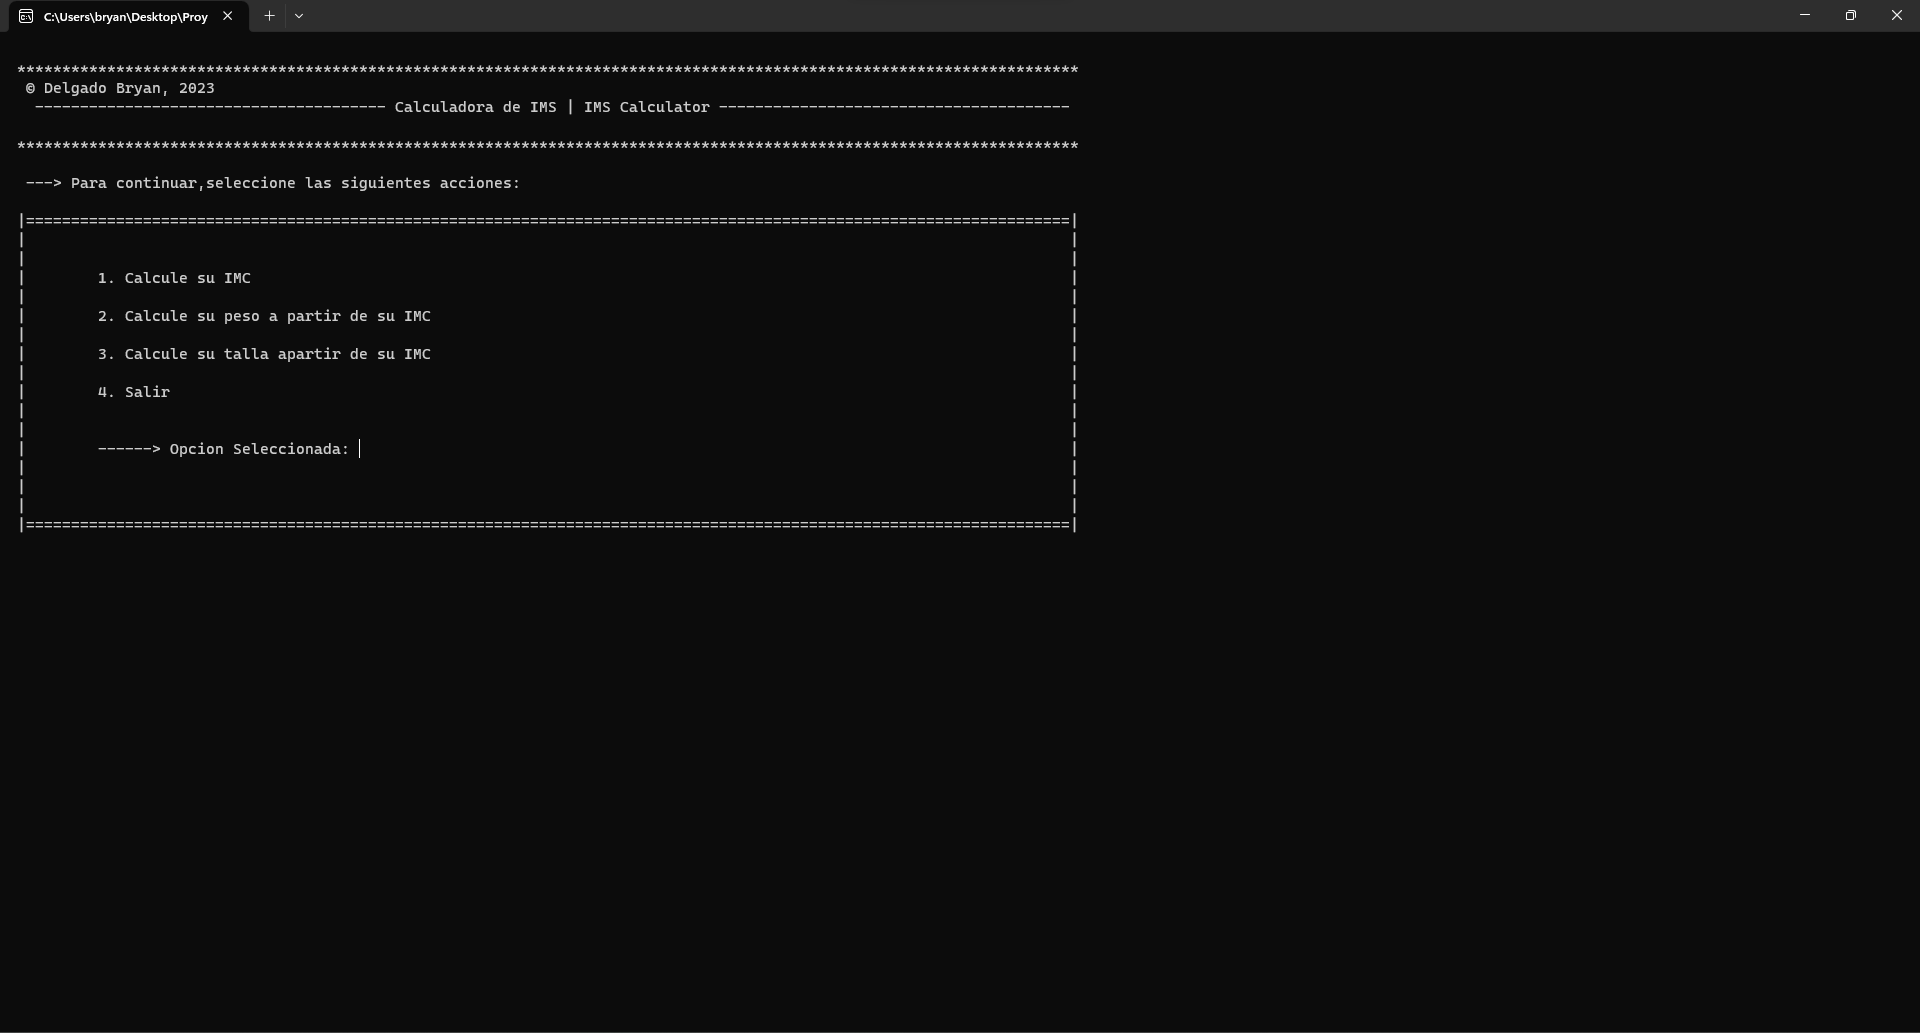 C:\Users\bryan\Desktop\Proy
**********************************************************************************************************************
© Delgado Bryan, 2023
--------------------------------------- Calculadora de IMS | IMS Calculator ---------------------------------------
**********************************************************************************************************************
---> Para continuar,seleccione las siguientes acciones:
|====================================================================================================================|
1. Calcule su IMC
2. Calcule su peso a partir de su IMC
3. Calcule su talla apartir de su IMC
4. Salir
------> Opcion Seleccionada:
|====================================================================================================================|